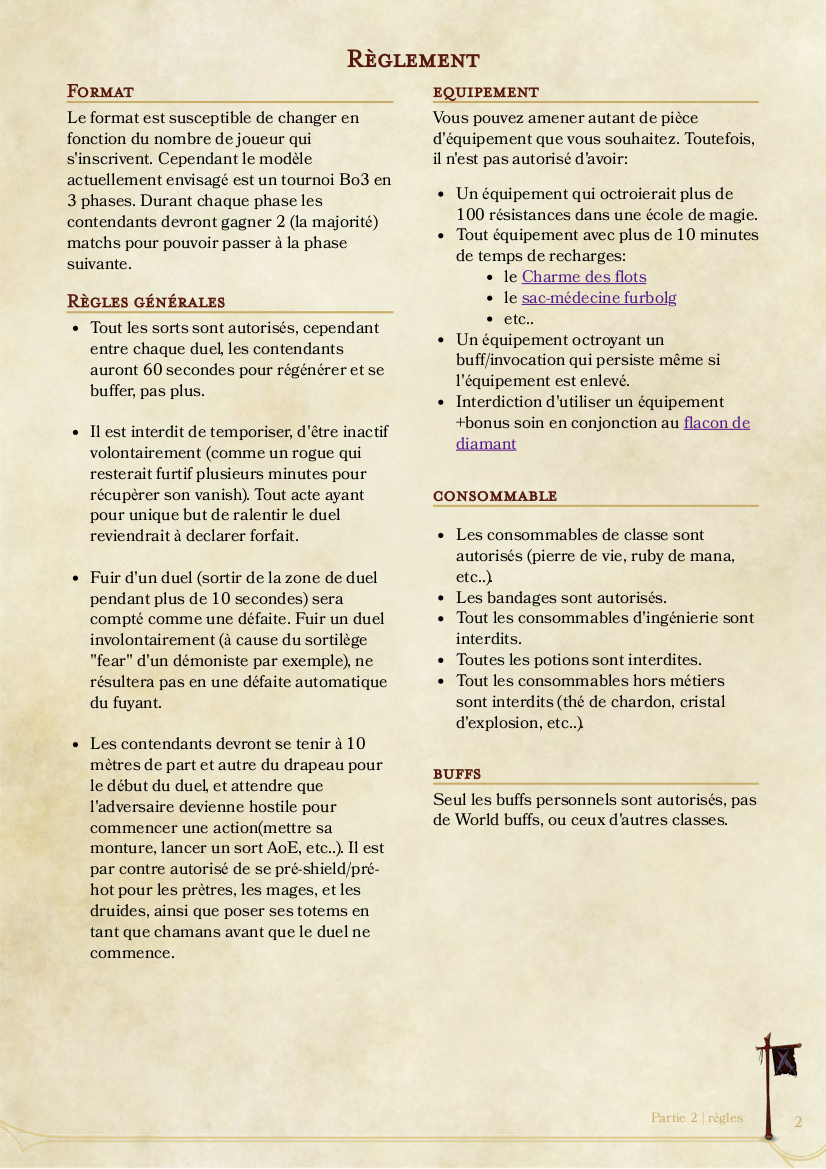 Règlement
Format
Le format est susceptible de changer en
fonction du nombre de joueur qui
s'inscrivent. Cependant le modèle
actuellement envisagé est un tournoi Bo3 en
3 phases. Durant chaque phase les
contendants devront gagner 2 (la majorité)
matchs pour pouvoir passer à la phase
suivante.
Règles générales
• Tout les sorts sont autorisés, cependant
entre chaque duel, les contendants
auront 60 secondes pour régénérer et se
buffer, pas plus.
• Il est interdit de temporiser, d'être inactif
volontairement (comme un rogue qui
resterait furtif plusieurs minutes pour
récupèrer son vanish). Tout acte ayant
pour unique but de ralentir le duel
reviendrait à declarer forfait.
• Fuir d'un duel (sortir de la zone de duel
pendant plus de 10 secondes) sera
compté comme une défaite. Fuir un duel
involontairement (à cause du sortilège
"fear" d'un démoniste par exemple), ne
résultera pas en une défaite automatique
du fuyant.
• Les contendants devront se tenir à 10
mètres de part et autre du drapeau pour
le début du duel, et attendre que
l'adversaire devienne hostile pour
commencer une action(mettre sa
monture, lancer un sort AoE, etc..). Il est
par contre autorisé de se pré-shield/pré-
hot pour les prètres, les mages, et les
druides, ainsi que poser ses totems en
tant que chamans avant que le duel ne
commence.
equipement
Vous pouvez amener autant de pièce
d'équipement que vous souhaitez. Toutefois,
il n'est pas autorisé d'avoir:
• Un équipement qui octroierait plus de
100 résistances dans une école de magie.
• Tout équipement avec plus de 10 minutes
de temps de recharges:
• le Charme des flots
• le sac-médecine furbolg
• etc..
• Un équipement octroyant un
buff/invocation qui persiste même si
l'équipement est enlevé.
• Interdiction d'utiliser un équipement
+bonus soin en conjonction au flacon de
diamant
consommable
• Les consommables de classe sont
autorisés (pierre de vie, ruby de mana,
etc..).
• Les bandages sont autorisés.
• Tout les consommables d'ingénierie sont
interdits.
• Toutes les potions sont interdites.
• Tout les consommables hors métiers
sont interdits (thé de chardon, cristal
d'explosion, etc..).
buffs
Seul les buffs personnels sont autorisés, pas
de World buffs, ou ceux d'autres classes.
Partie 2 | règles
2